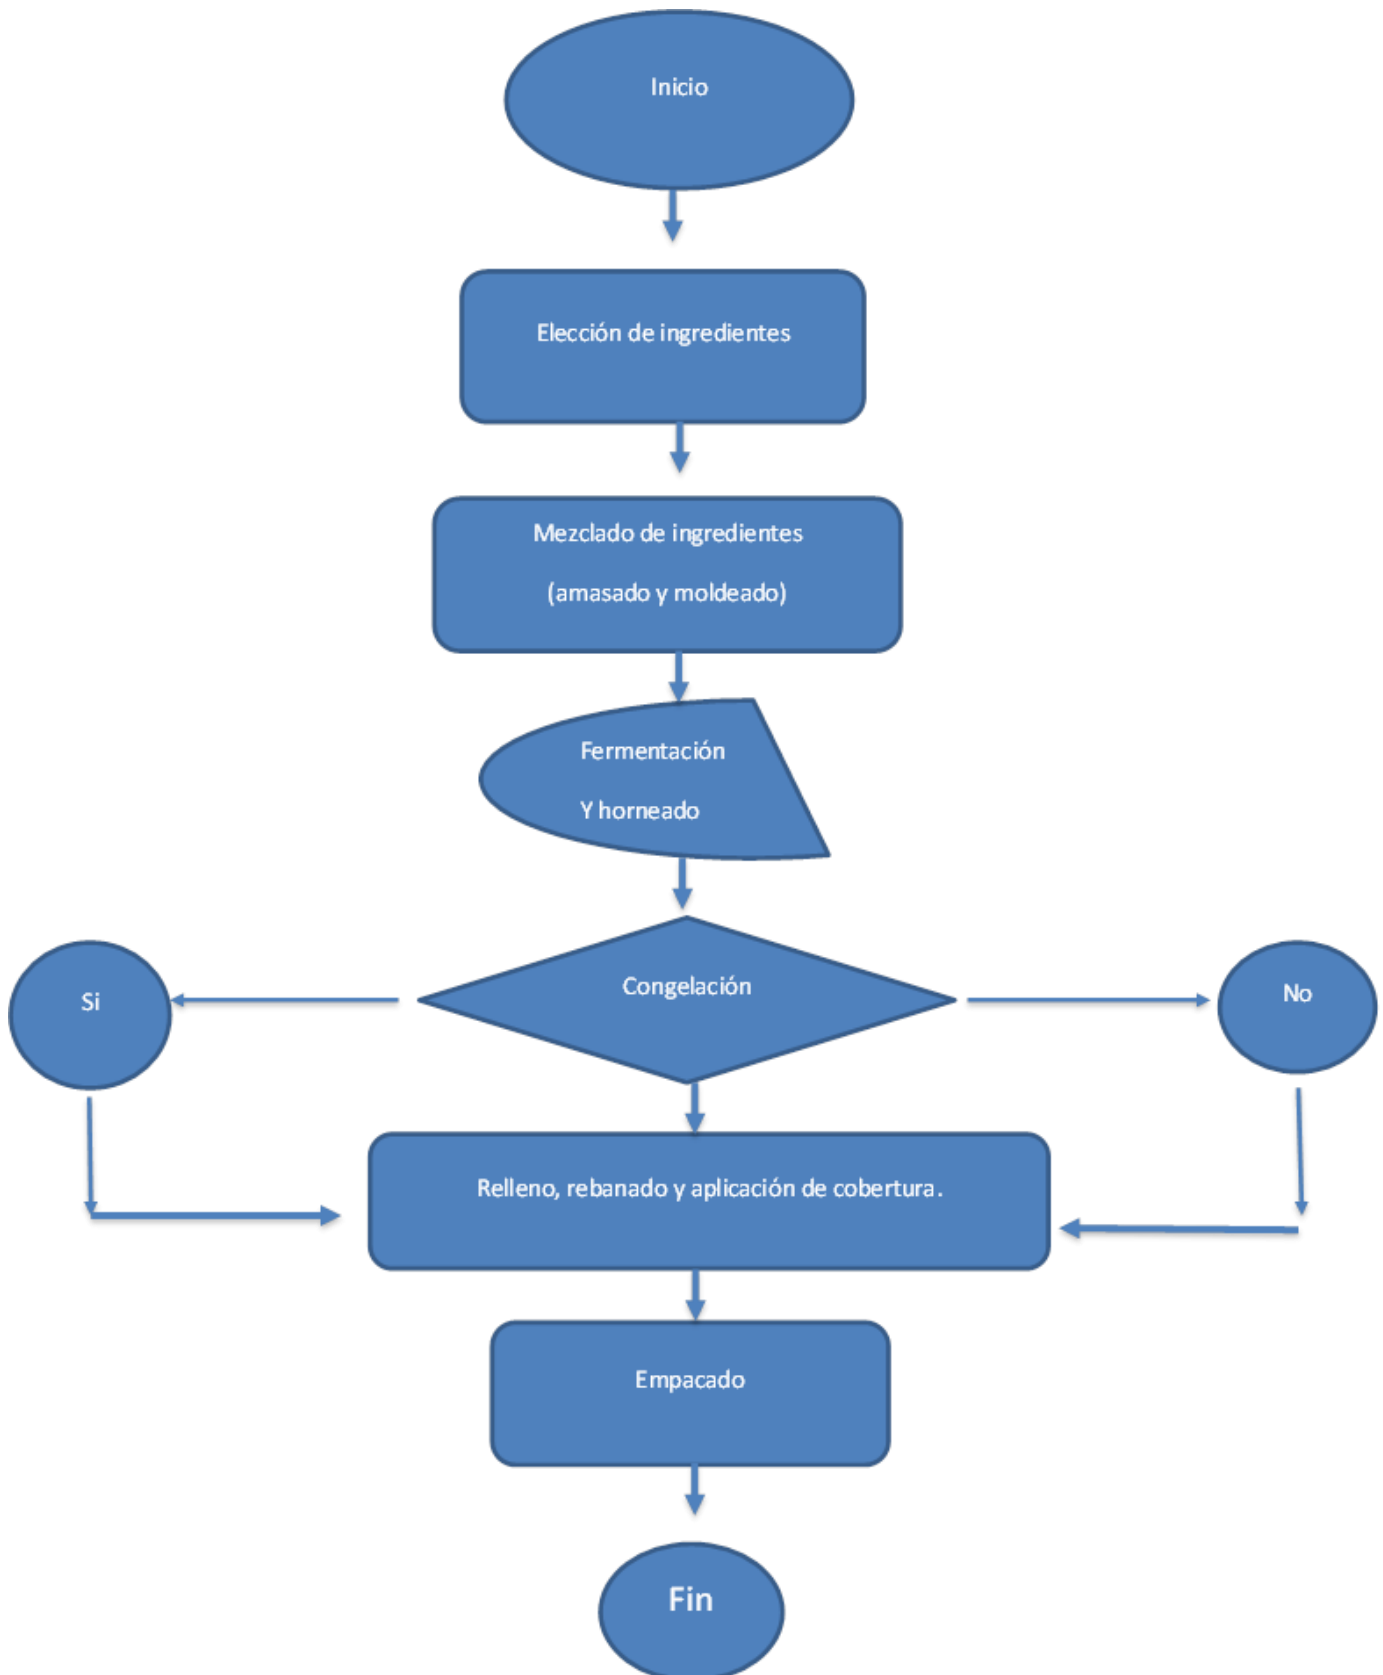 Inicio
Elección de ingredientes
Mezclado de ingredientes
(amasado y moldeado)
Fermentación
Y horneado
Congelación
Si
No
Relleno, rebanado y aplicación de cobertura.
Empacado
Fin